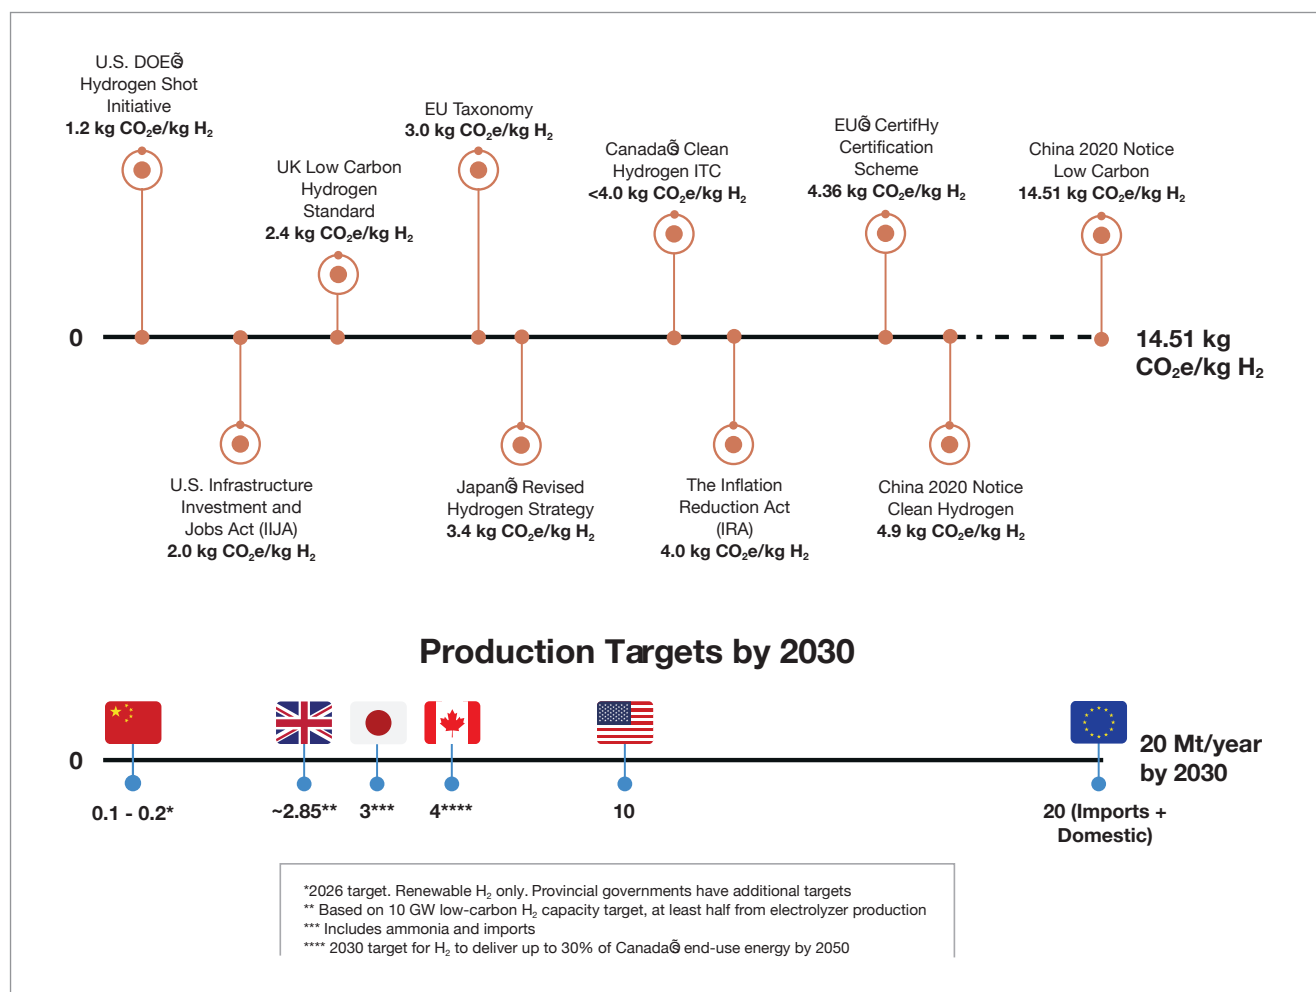 U.S. DOE's
Hydrogen Shot
Initiative
1.2 kg CO₂e/kg H₂
UK Low Carbon
Hydrogen
Standard
2.4 kg CO₂e/kg H₂
EU Taxonomy
3.0 kg CO₂e/kg H₂
Canada's Clean
Hydrogen ITC
<4.0 kg CO₂e/kg H₂
EU's CertifHy
Certification
Scheme
4.36 kg CO₂e/kg H₂
China 2020 Notice
Low Carbon
14.51 kg CO₂e/kg H₂
0
14.51 kg
CO₂e/kg H₂
U.S. Infrastructure
Investment and
Jobs Act (IIJA)
2.0 kg CO₂e/kg H₂
Japan's Revised
Hydrogen Strategy
3.4 kg CO₂e/kg H₂
The Inflation
Reduction Act
(IRA)
4.0 kg CO₂e/kg H₂
China 2020 Notice
Clean Hydrogen
4.9 kg CO₂e/kg H₂
Production Targets by 2030
0
20 Mt/year
by 2030
0.1 - 0.2*
~2.85**
3***
4****
10
20 (Imports +
Domestic)
*2026 target. Renewable H₂ only. Provincial governments have additional targets
** Based on 10 GW low-carbon H₂ capacity target, at least half from electrolyzer production
*** Includes ammonia and imports
**** 2030 target for H₂ to deliver up to 30% of Canada's end-use energy by 2050